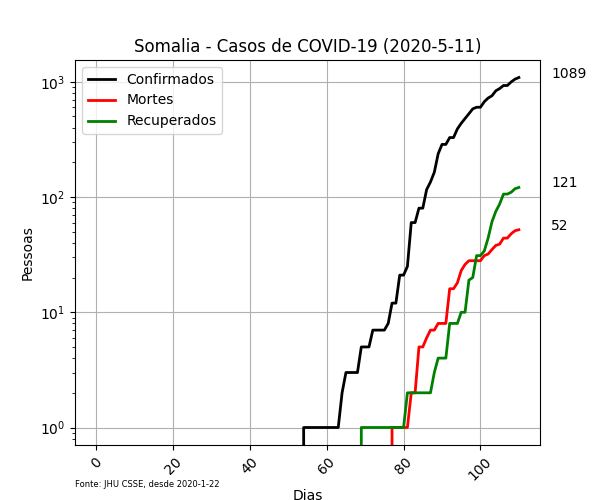 Somalia - Casos de COVID-19 (2020-5-11)
Confirmados
Mortes
Recuperados
1089
121
52
Pessoas
10³
10²
10¹
10⁰
0
20
40
60
80
100
Fonte: JHU CSSE, desde 2020-1-22
Dias